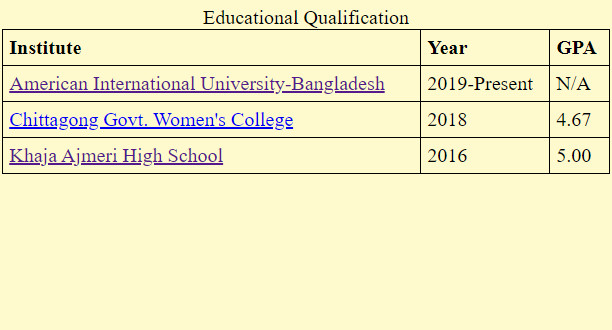 Educational Qualification
Institute Year GPA
American International University-Bangladesh 2019-Present N/A
Chittagong Govt. Women's College 2018 4.67
Khaja Ajmeri High School 2016 5.00